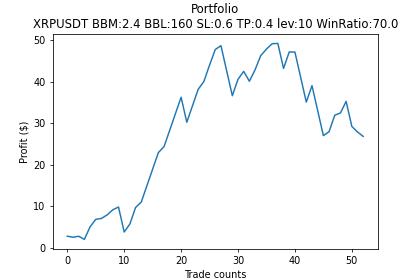 Portfolio
XRPUSDT BBM:2.4 BBL:160 SL:0.6 TP:0.4 lev:10 WinRatio:70.0
50
40
30
20
10
0
Profit ($)
0 10 20 30 40 50
Trade counts